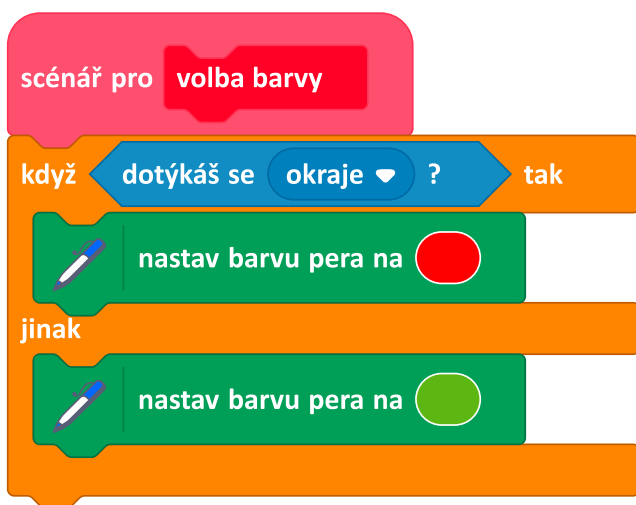 scénář pro volba barvy
když dotýkáš se okraje ? tak
nastav barvu pera na
jinak
nastav barvu pera na